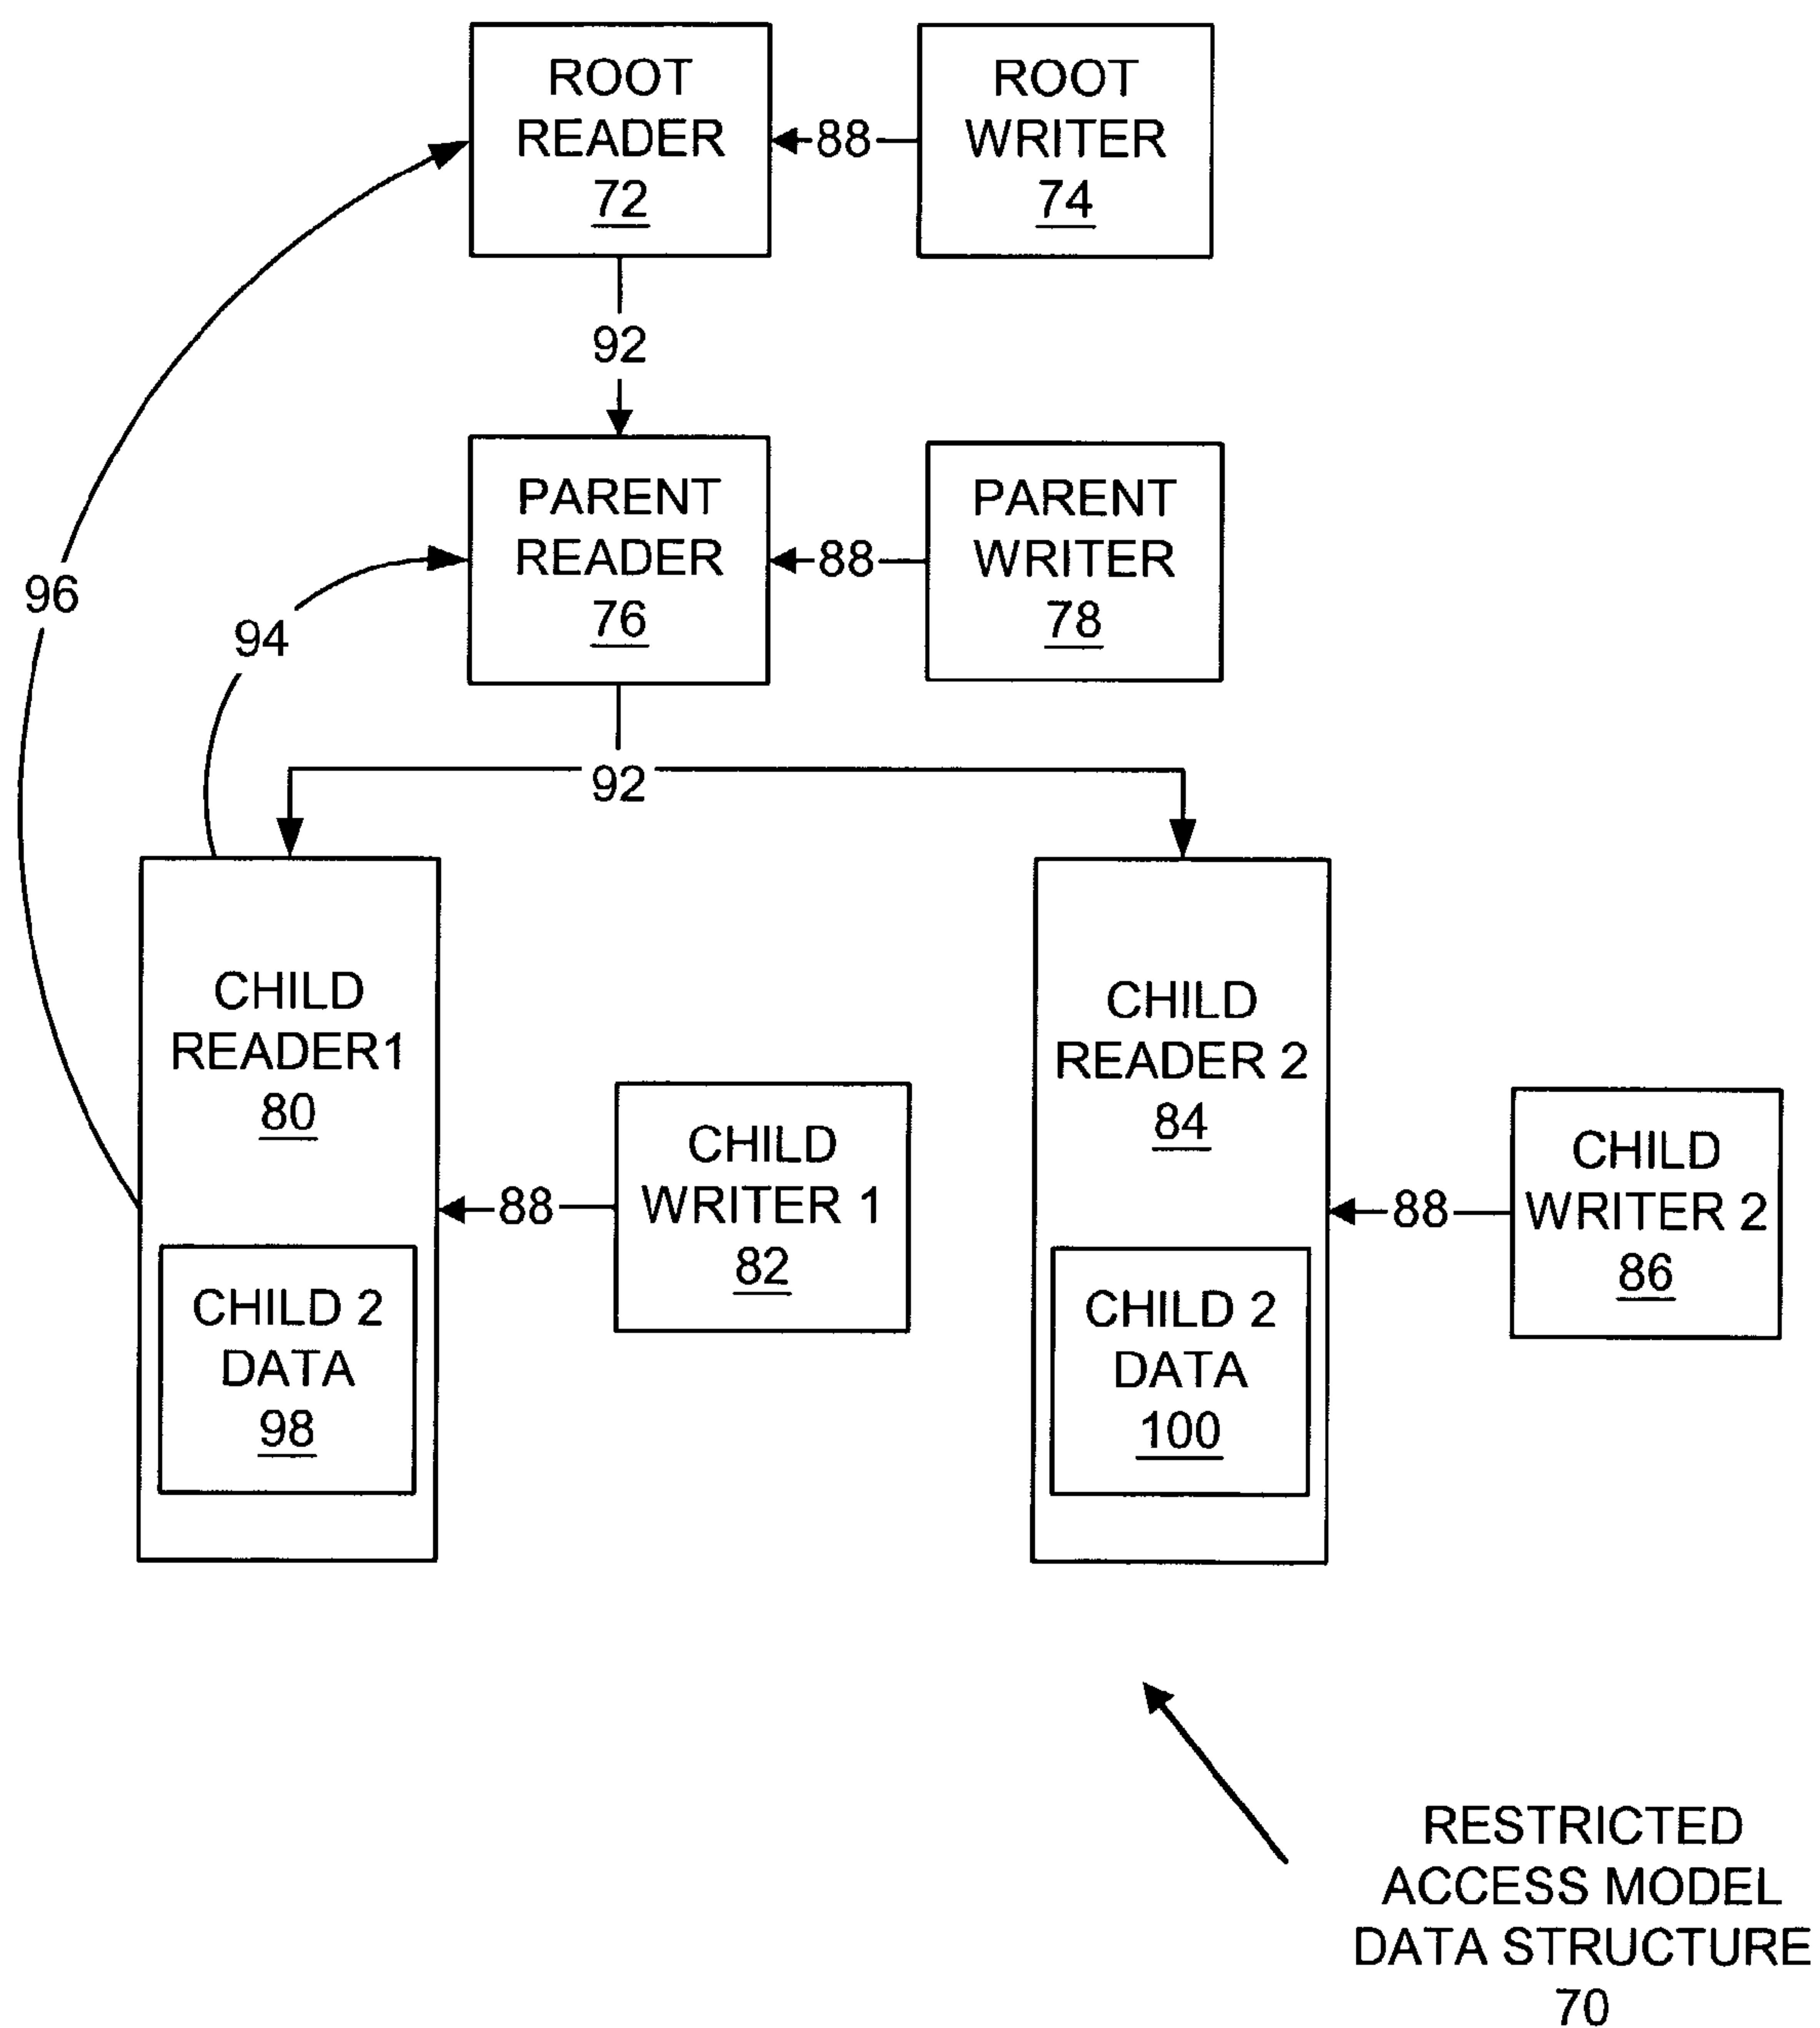 ROOT
READER
72
88
ROOT
WRITER
74
92
PARENT
READER
76
88
PARENT
WRITER
78
96
94
92
CHILD
READER1
80
88
CHILD
WRITER 1
82
CHILD 2
DATA
98
CHILD
READER 2
84
88
CHILD
WRITER 2
86
CHILD 2
DATA
100
RESTRICTED
ACCESS MODEL
DATA STRUCTURE
70